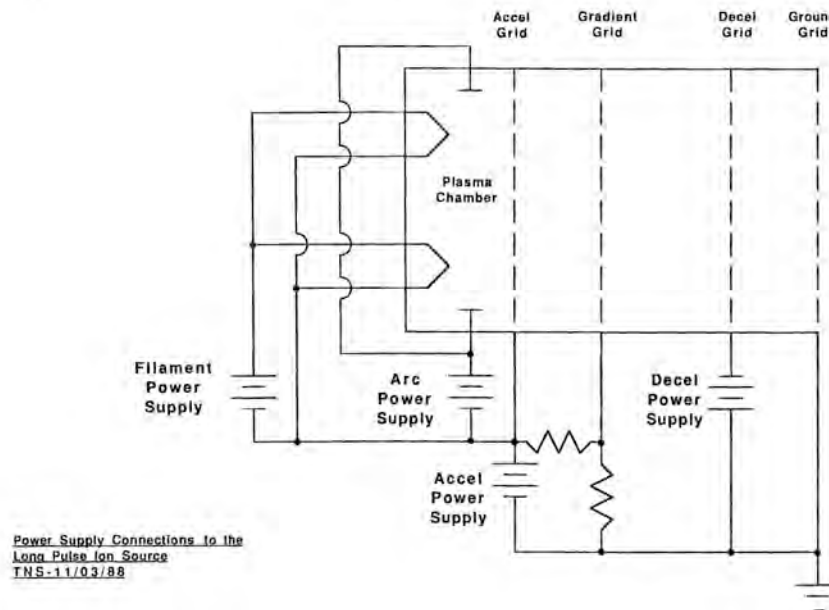 Accel Gradient Decel Groun
Grid Grid Grid Grid
Plasma
Chamber
Filament
Power
Supply
Arc
Power
Supply
Decel
Power
Supply
Accel
Power
Supply
Power Supply Connections to the
Long Pulse Ion Source
TNS-11/03/88